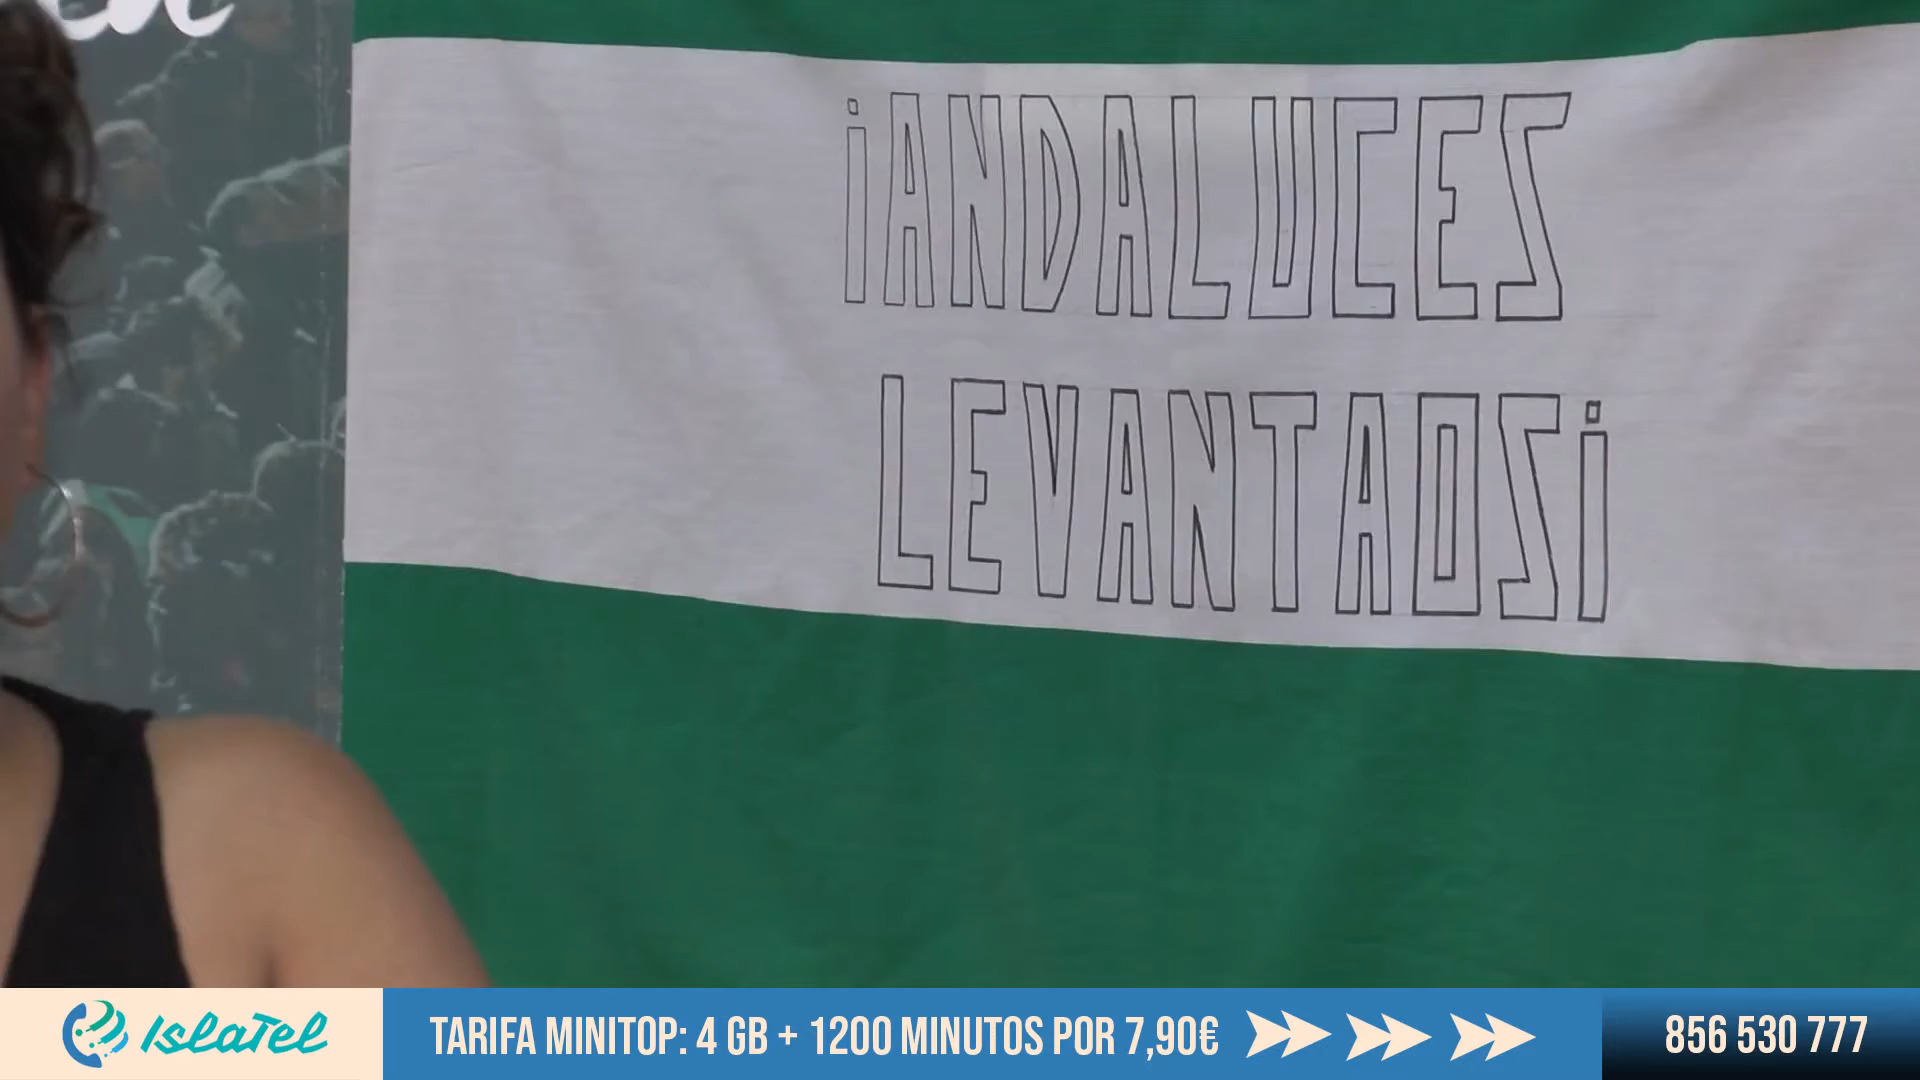 ¡ANDALUCES
LEVANTAOS¡
IslaTel
TARIFA MINITOP: 4 GB + 1200 MINUTOS POR 7,90€
856 530 777